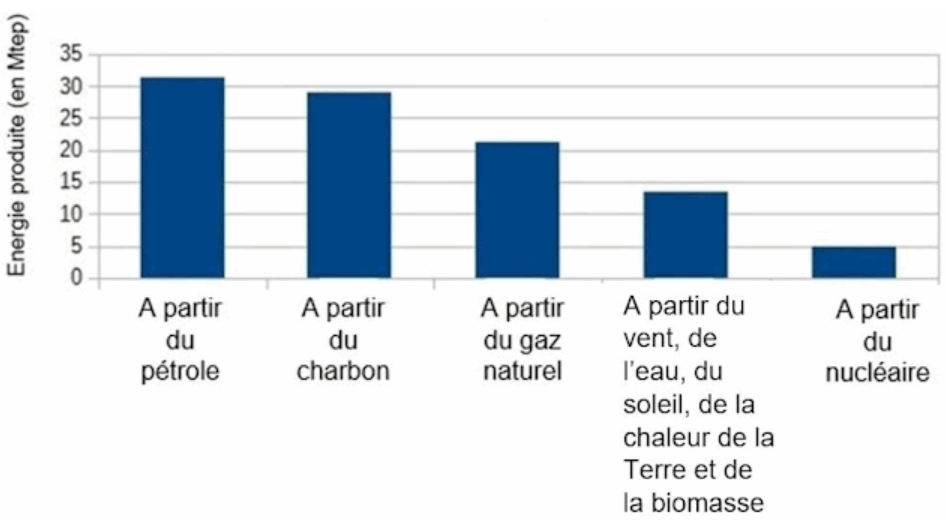 Energie produite (en Mtep)
35
30
25
20
15
10
5
0
A partir
du
pétrole
A partir
du
charbon
A partir
du gaz
naturel
A partir du
vent, de
l'eau, du
soleil, de la
chaleur de la
Terre et de
la biomasse
A partir
du
nucléaire